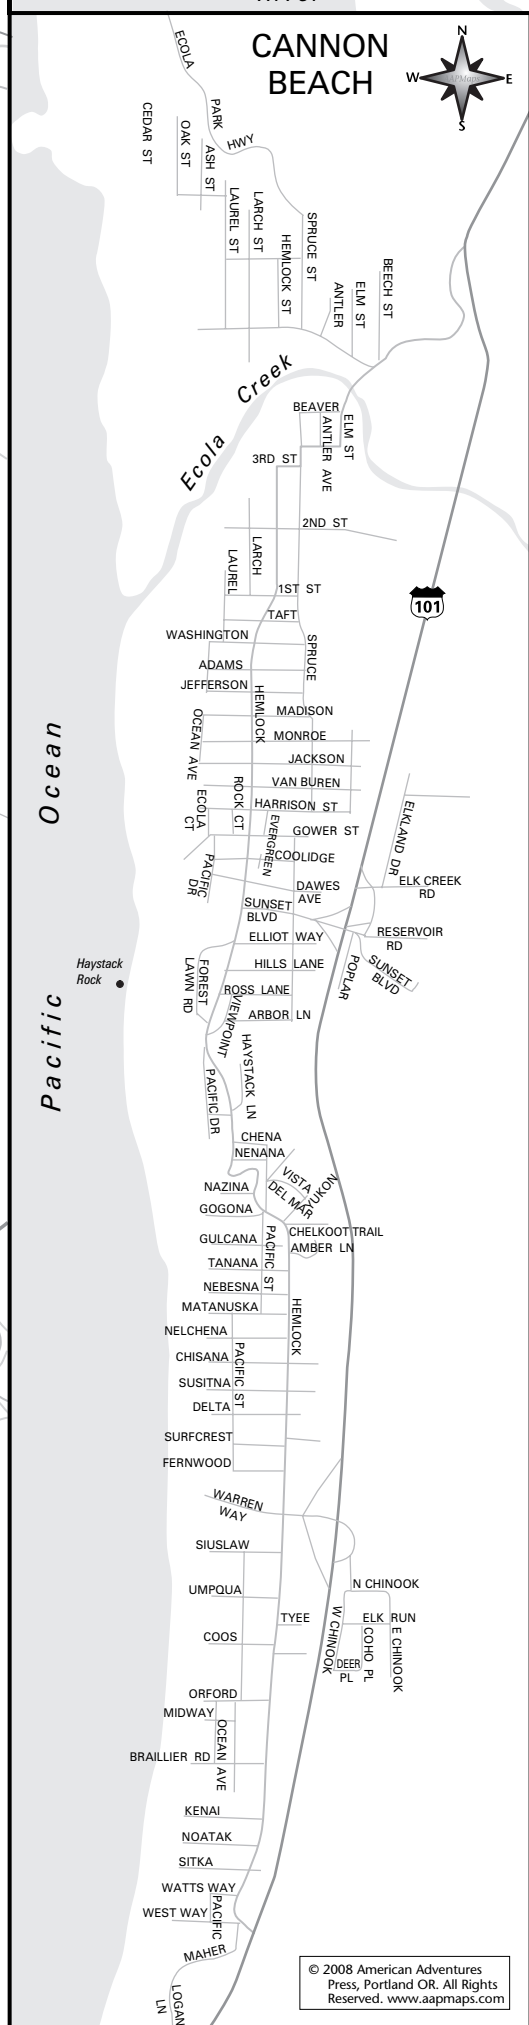 CANNON
BEACH
N
W
E
S
APMaps
ECOLA
PARK
HWY
CEDAR ST
OAK ST
ASH ST
LAUREL ST
LARCH ST
HEMLOCK ST
SPRUCE ST
ANTLER
ELM ST
BEECH ST
Ecola Creek
BEAVER
ANTLER AVE
ELM ST
3RD ST
2ND ST
LARCH
LAUREL
1ST ST
101
TAFT
WASHINGTON
SPRUCE
ADAMS
JEFFERSON
HEMLOCK
MADISON
OCEAN AVE
MONROE
JACKSON
VAN BUREN
ROCK CT
ECOLA
CT
HARRISON ST
EVERGREEN
GOWER ST
ELKLAND DR
COOLIDGE
PACIFIC
DR
DAWES
AVE
ELK CREEK
RD
SUNSET
BLVD
RESERVOIR
RD
ELLIOT WAY
POPLAR
SUNSET
BLVD
HILLS LANE
FOREST
LAWN RD
Haystack
Rock
Pacific Ocean
ROSS LANE
VIEWPOINT
ARBOR LN
HAYSTACK LN
PACIFIC DR
CHENA
NENANA
VISTA
DEL MAR
YUKON
NAZINA
GOGONA
CHELKOOT TRAIL
GULCANA
AMBER LN
PACIFIC ST
TANANA
NEBESNA
MATANUSKA
HEMLOCK
NELCHENA
CHISANA
PACIFIC ST
SUSITNA
DELTA
SURFCREST
FERNWOOD
WARREN
WAY
SIUSLAW
N CHINOOK
UMPQUA
TYEE
W CHINOOK
ELK RUN
COHO PL
E CHINOOK
COOS
DEER
PL
ORFORD
MIDWAY
OCEAN AVE
BRAILLIER RD
KENAI
NOATAK
SITKA
WATTS WAY
PACIFIC
WEST WAY
MAHER
LOGAN
LN
© 2008 American Adventures
Press, Portland OR. All Rights
Reserved. www.aapmaps.com